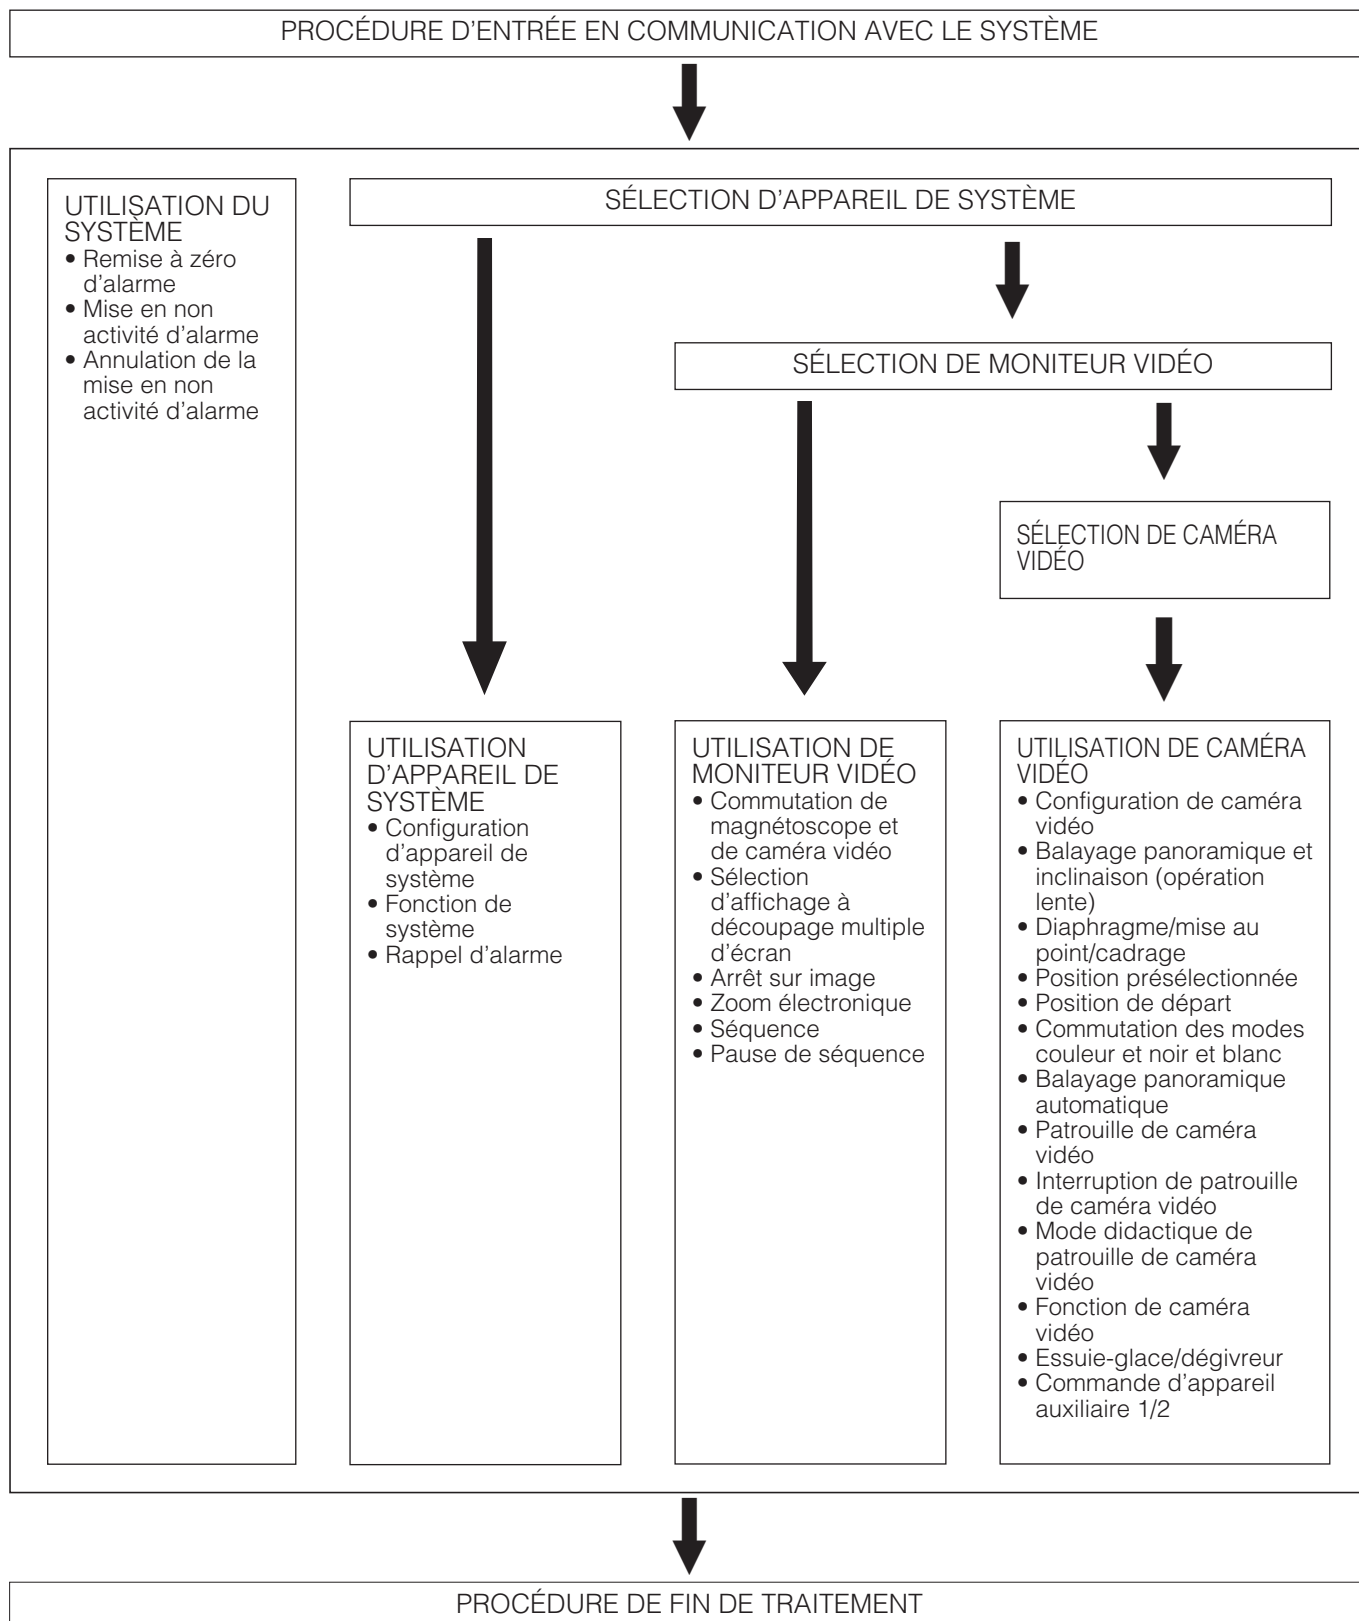 PROCÉDURE D’ENTRÉE EN COMMUNICATION AVEC LE SYSTÈME
UTILISATION DU
SYSTÈME
• Remise à zéro
d’alarme
• Mise en non
activité d’alarme
• Annulation de la
mise en non
activité d’alarme
SÉLECTION D’APPAREIL DE SYSTÈME
SÉLECTION DE MONITEUR VIDÉO
SÉLECTION DE CAMÉRA
VIDÉO
UTILISATION
D’APPAREIL DE
SYSTÈME
• Configuration
d’appareil de
système
• Fonction de
système
• Rappel d’alarme
UTILISATION DE
MONITEUR VIDÉO
• Commutation de
magnétoscope et
de caméra vidéo
• Sélection
d’affichage à
découpage multiple
d’écran
• Arrêt sur image
• Zoom électronique
• Séquence
• Pause de séquence
UTILISATION DE CAMÉRA
VIDÉO
• Configuration de caméra
vidéo
• Balayage panoramique et
inclinaison (opération
lente)
• Diaphragme/mise au
point/cadrage
• Position présélectionnée
• Position de départ
• Commutation des modes
couleur et noir et blanc
• Balayage panoramique
automatique
• Patrouille de caméra
vidéo
• Interruption de patrouille
de caméra vidéo
• Mode didactique de
patrouille de caméra
vidéo
• Fonction de caméra
vidéo
• Essuie-glace/dégivreur
• Commande d’appareil
auxiliaire 1/2
PROCÉDURE DE FIN DE TRAITEMENT